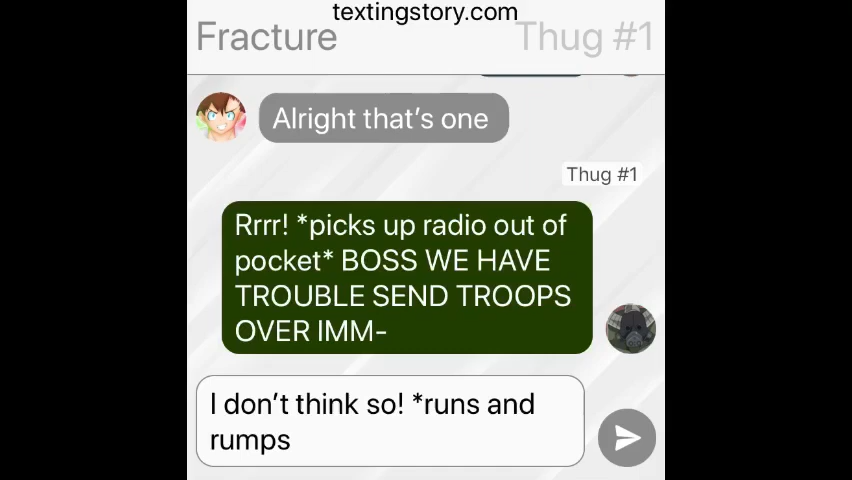 textingstory.com
Fracture
Thug #1
Alright that's one
Thug #1
Rrrr! *picks up radio out of
pocket* BOSS WE HAVE
TROUBLE SEND TROOPS
OVER IMM-
I don't think so! *runs and
rumps